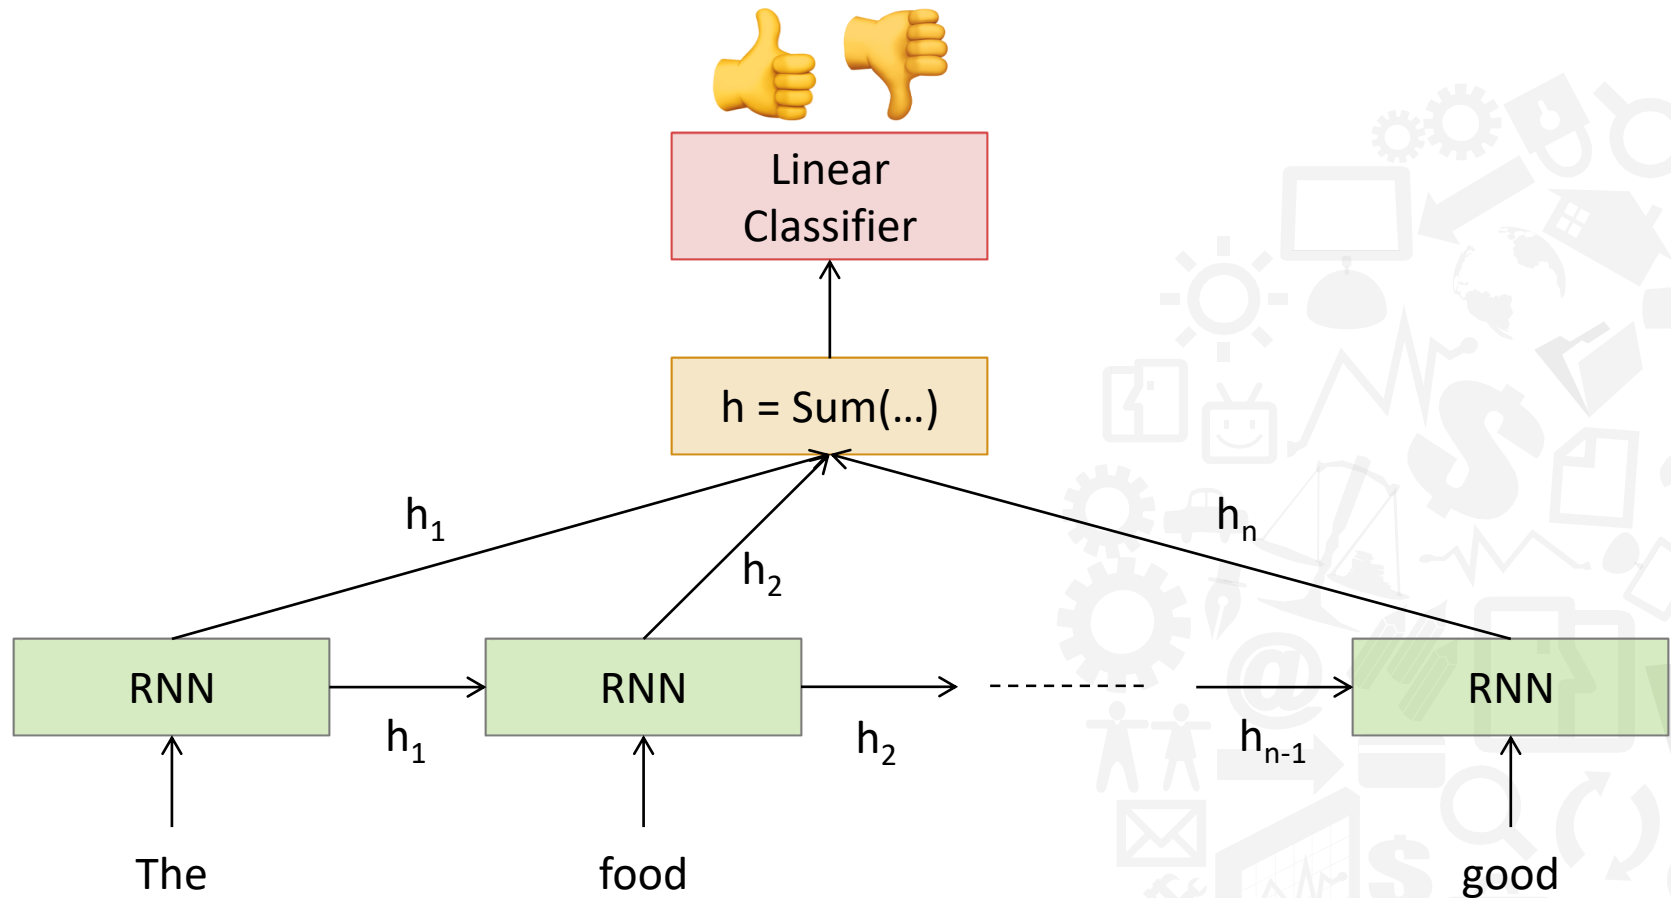 Linear
Classifier
h = Sum(...)
h₁
h₂
hₙ
RNN
RNN
RNN
h₁
h₂
hₙ₋₁
The
food
good